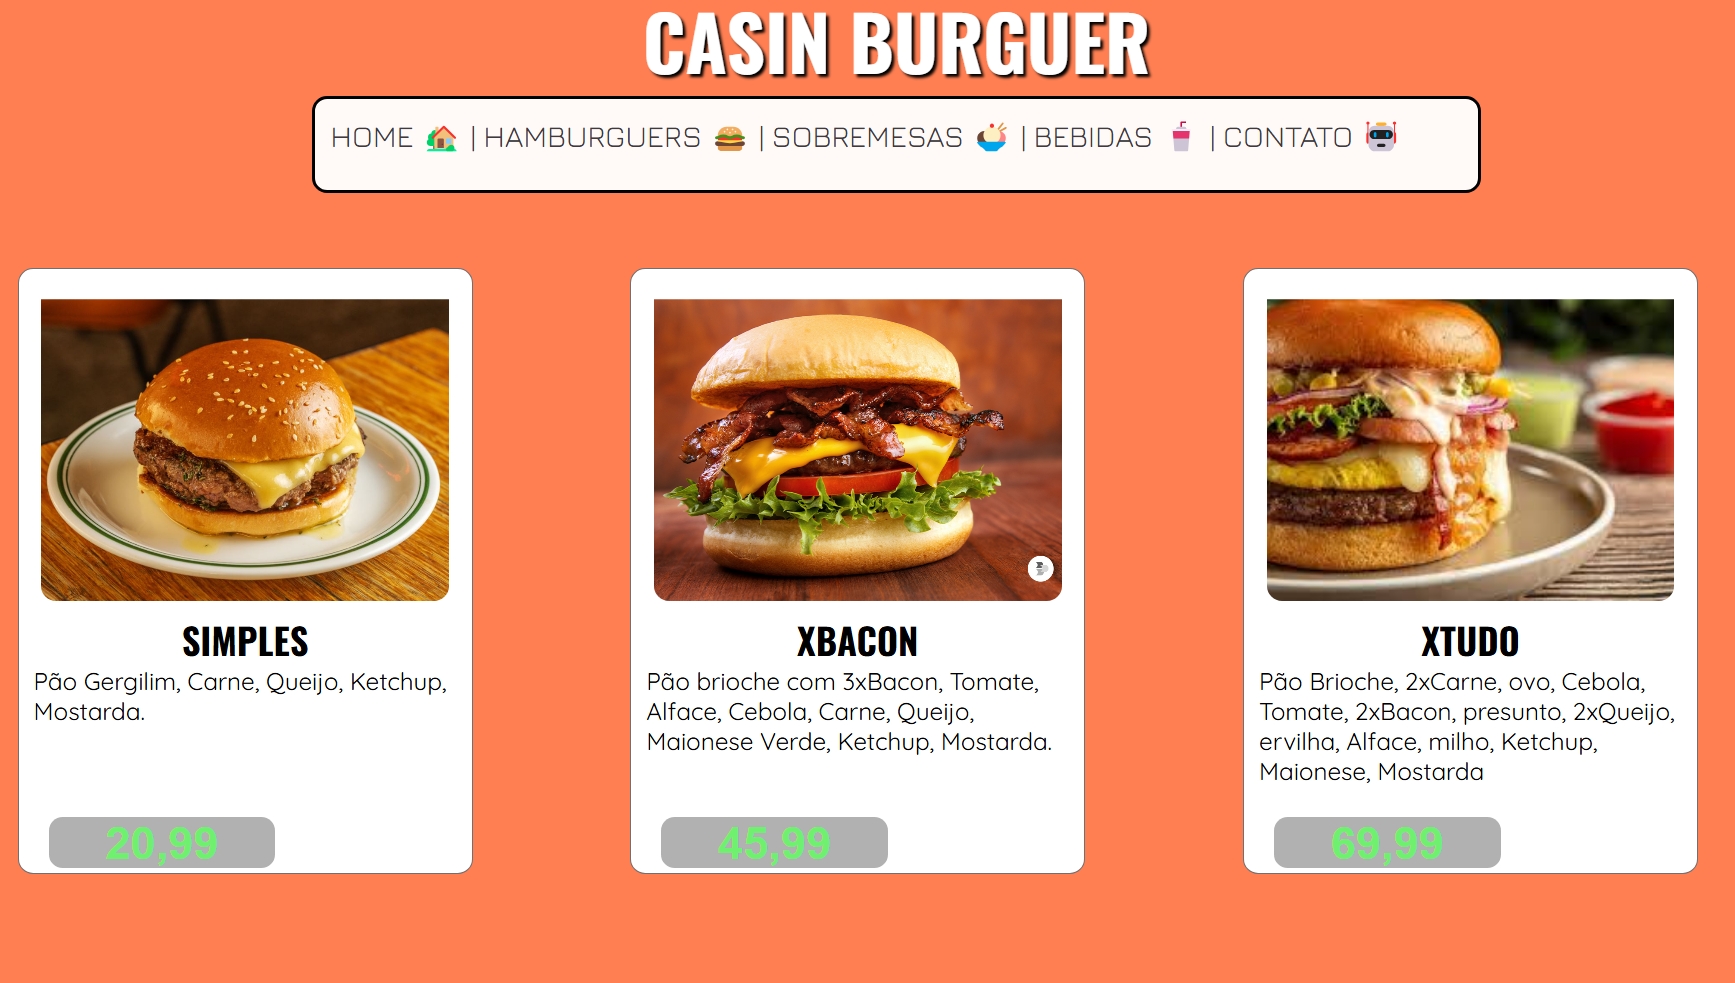 CASIN BURGUER
HOME | HAMBURGUERS | SOBREMESAS | BEBIDAS | CONTATO
SIMPLES
Pão Gergilim, Carne, Queijo, Ketchup,
Mostarda.
20,99
XBACON
Pão brioche com 3xBacon, Tomate,
Alface, Cebola, Carne, Queijo,
Maionese Verde, Ketchup, Mostarda.
45,99
XTUDO
Pão Brioche, 2xCarne, ovo, Cebola,
Tomate, 2xBacon, presunto, 2xQueijo,
ervilha, Alface, milho, Ketchup,
Maionese, Mostarda
69,99